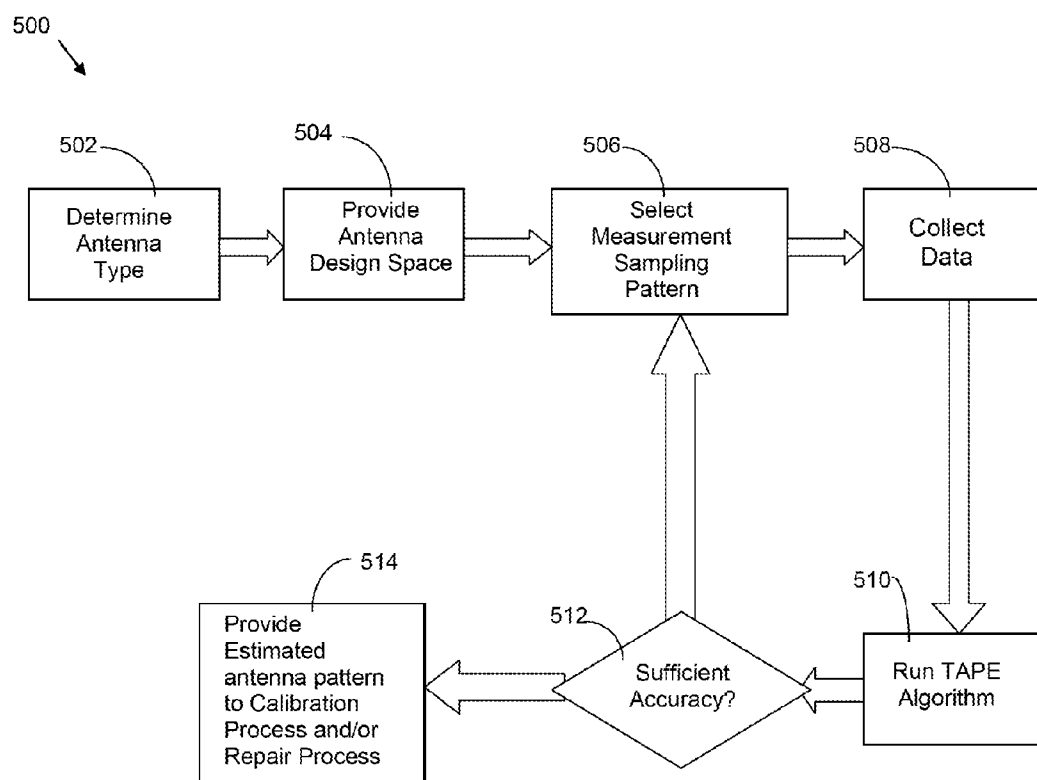 500
502
504
506
508
Determine
Antenna
Type
Provide
Antenna
Design Space
Select
Measurement
Sampling
Pattern
Collect
Data
514
512
510
Provide
Estimated
antenna pattern
to Calibration
Process and/or
Repair Process
Sufficient
Accuracy?
Run TAPE
Algorithm